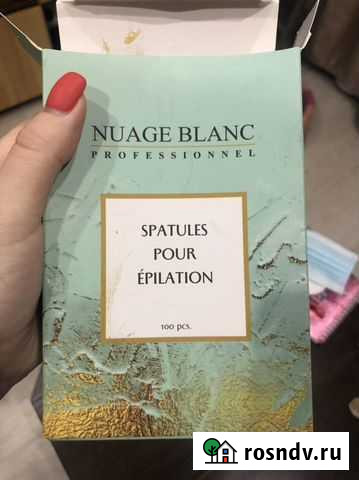 NUAGE BLANC
PROFESSIONNEL
SPATULES
POUR
ÉPILATION
100 pcs.
rosndv.ru